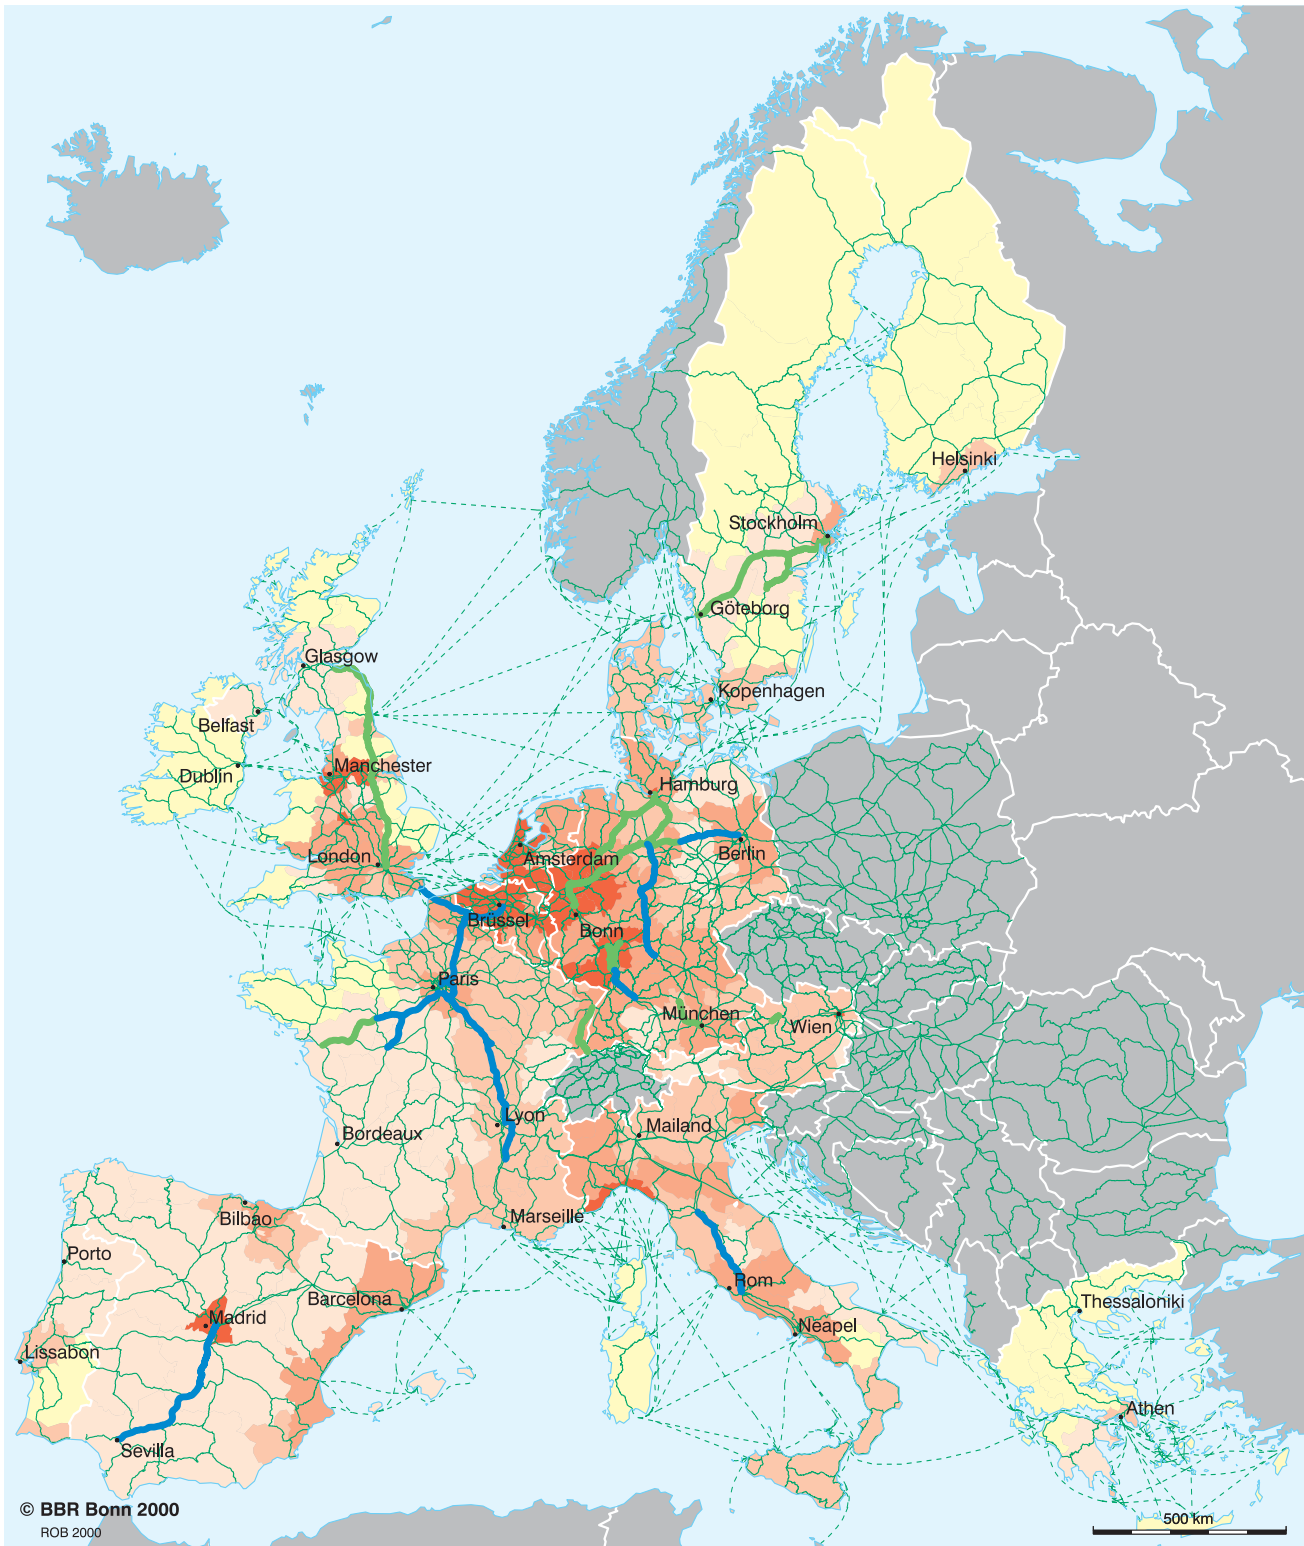 Helsinki
Stockholm
Göteborg
Glasgow
Kopenhagen
Belfast
Manchester
Dublin
Hamburg
London
Amsterdam
Berlin
Brüssel
Bonn
Paris
München
Wien
Lyon
Mailand
Bordeaux
Marseille
Bilbao
Porto
Rom
Barcelona
Thessaloniki
Madrid
Neapel
Lissabon
Athen
Sevilla
© BBR Bonn 2000
ROB 2000
500 km